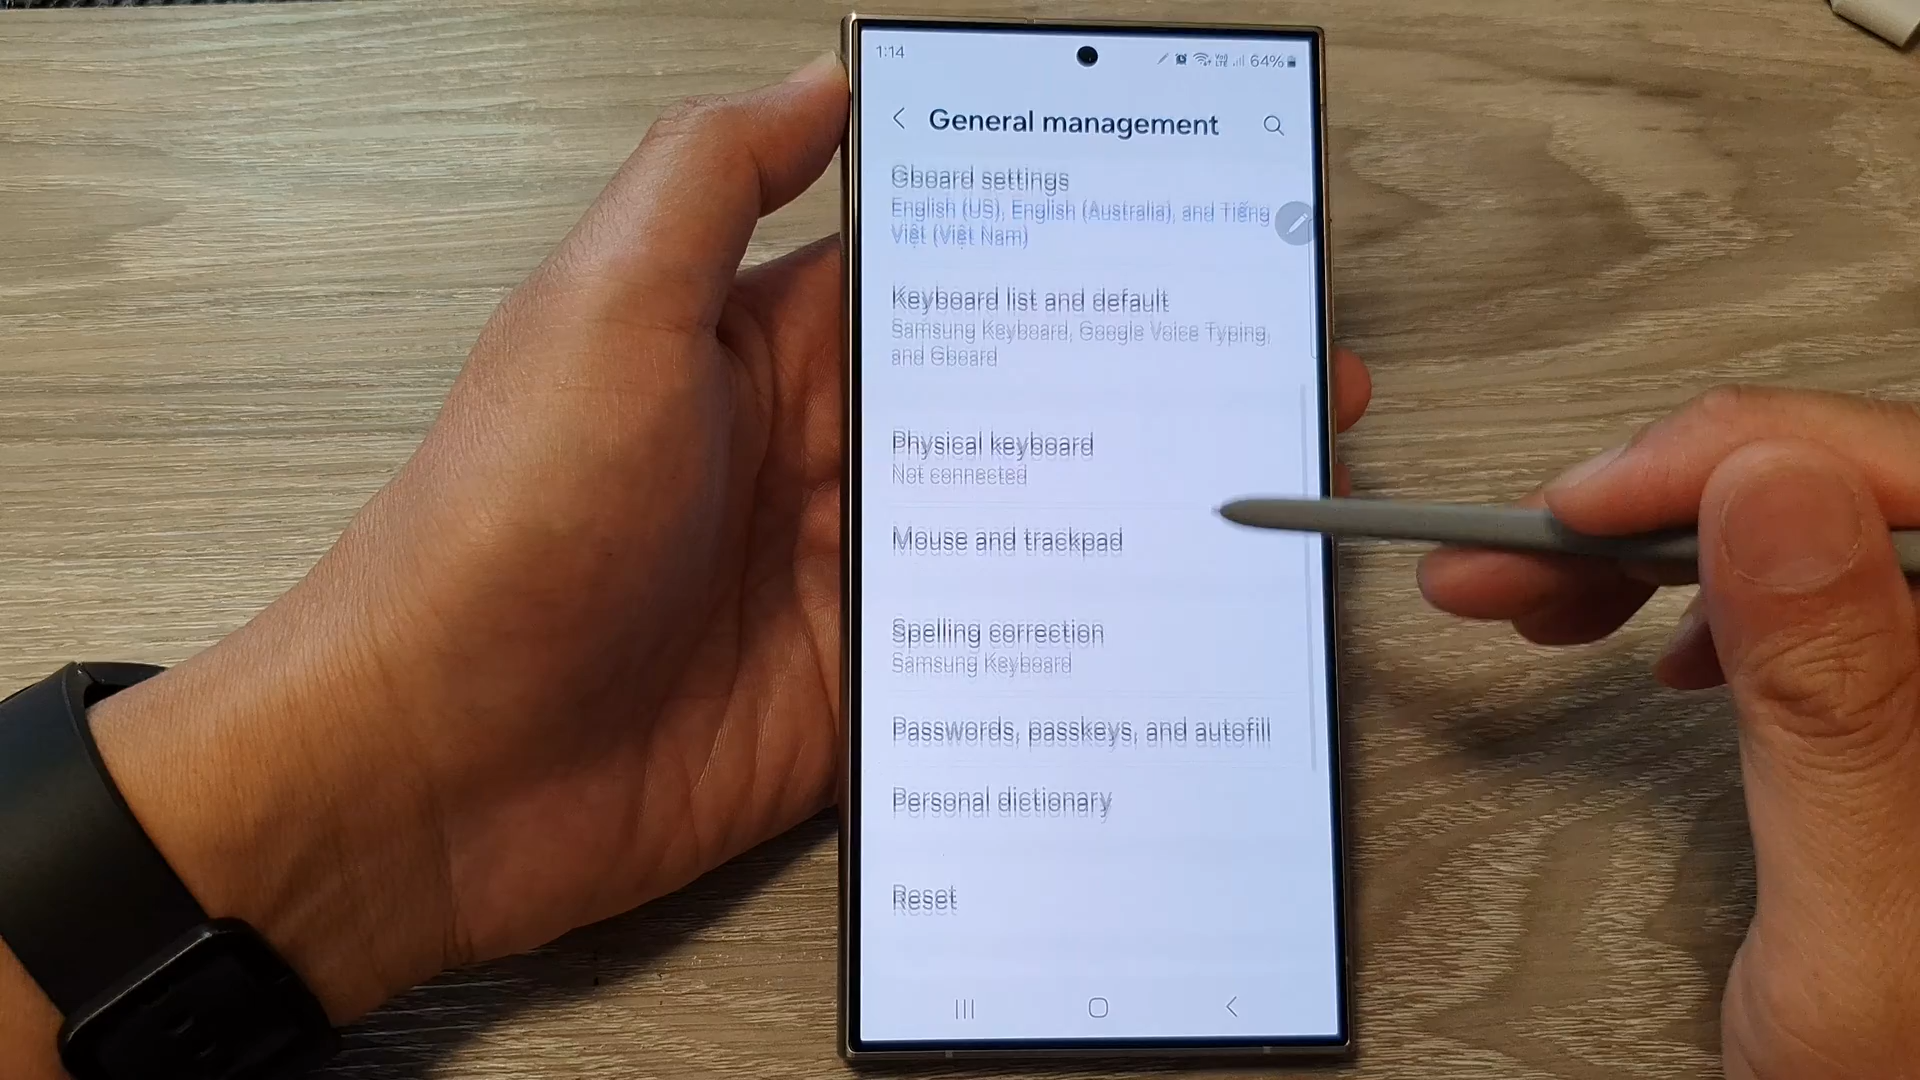 1:14
64%
General management
Gboard settings
English (US), English (Australia), and Tiếng
Việt (Việt Nam)
Keyboard list and default
Samsung Keyboard, Google Voice Typing,
and Gboard
Physical keyboard
Not connected
Mouse and trackpad
Spelling correction
Samsung Keyboard
Passwords, passkeys, and autofill
Personal dictionary
Reset